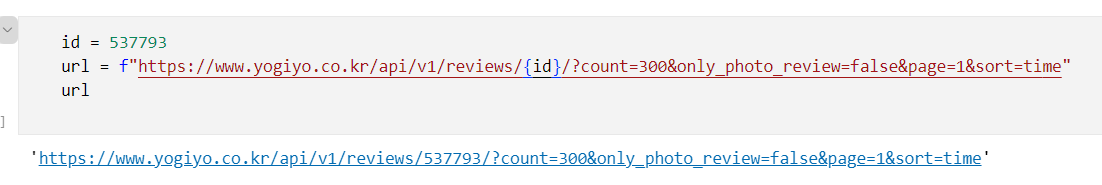 id = 537793
url = f"https://www.yogiyo.co.kr/api/v1/reviews/{id}/?count=300&only_photo_review=false&page=1&sort=time"
url
]
'https://www.yogiyo.co.kr/api/v1/reviews/537793/?count=300&only_photo_review=false&page=1&sort=time'